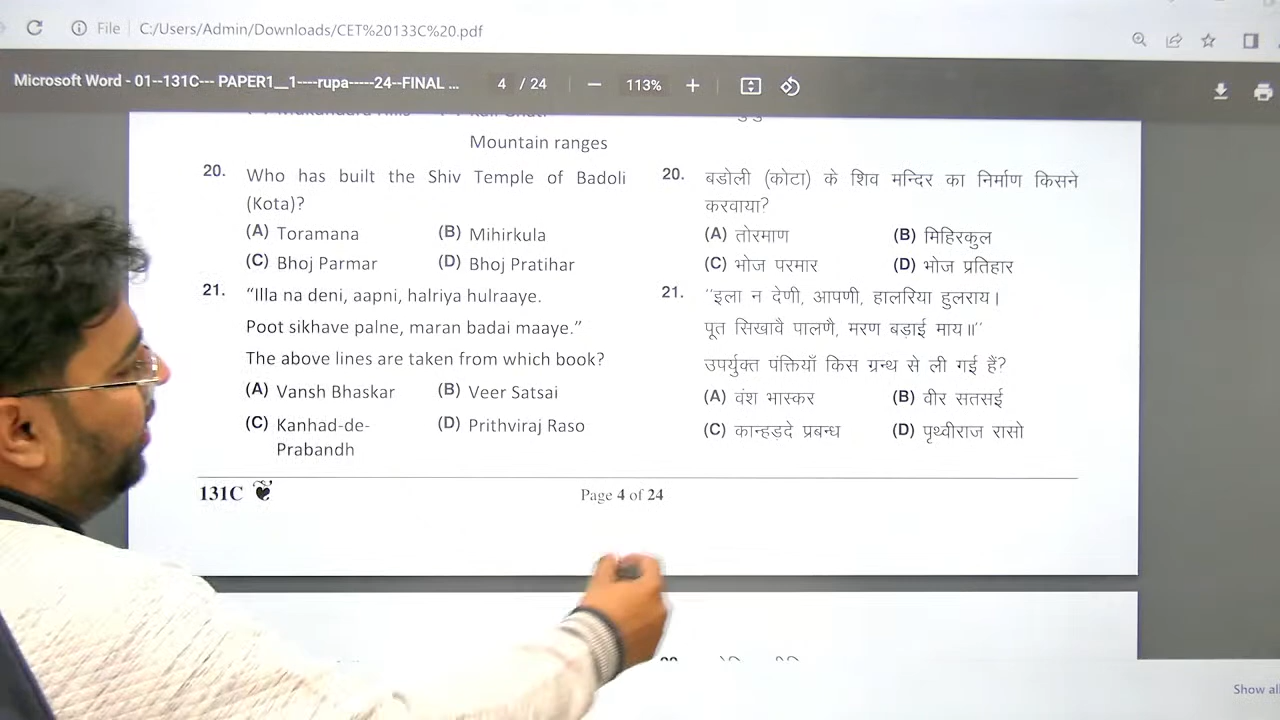 File C:/Users/Admin/Downloads/CET%20133C%20.pdf
Microsoft Word - 01--131C--- PAPER1__1----rupa-----24--FINAL ... 4 / 24 113%
Mountain ranges
20. Who has built the Shiv Temple of Badoli
(Kota)?
(A) Toramana (B) Mihirkula
(C) Bhoj Parmar (D) Bhoj Pratihar
21. “Illa na deni, aapni, halriya hulraaye.
Poot sikhave palne, maran badai maaye.”
The above lines are taken from which book?
(A) Vansh Bhaskar (B) Veer Satsai
(C) Kanhad-de- (D) Prithviraj Raso
Prabandh
20. बडोली (कोटा) के शिव मन्दिर का निर्माण किसने
करवाया?
(A) तोरमाण (B) मिहिरकुल
(C) भोज परमार (D) भोज प्रतिहार
21. ‘‘इला न देणी, आपणी, हालरिया हुलराय।
पूत सिखावै पालणै, मरण बड़ाई माय॥’’
उपर्युक्त पंक्तियाँ किस ग्रन्थ से ली गई हैं?
(A) वंश भास्कर (B) वीर सतसई
(C) कान्हड़दे प्रबन्ध (D) पृथ्वीराज रासो
131C Page 4 of 24
Show all